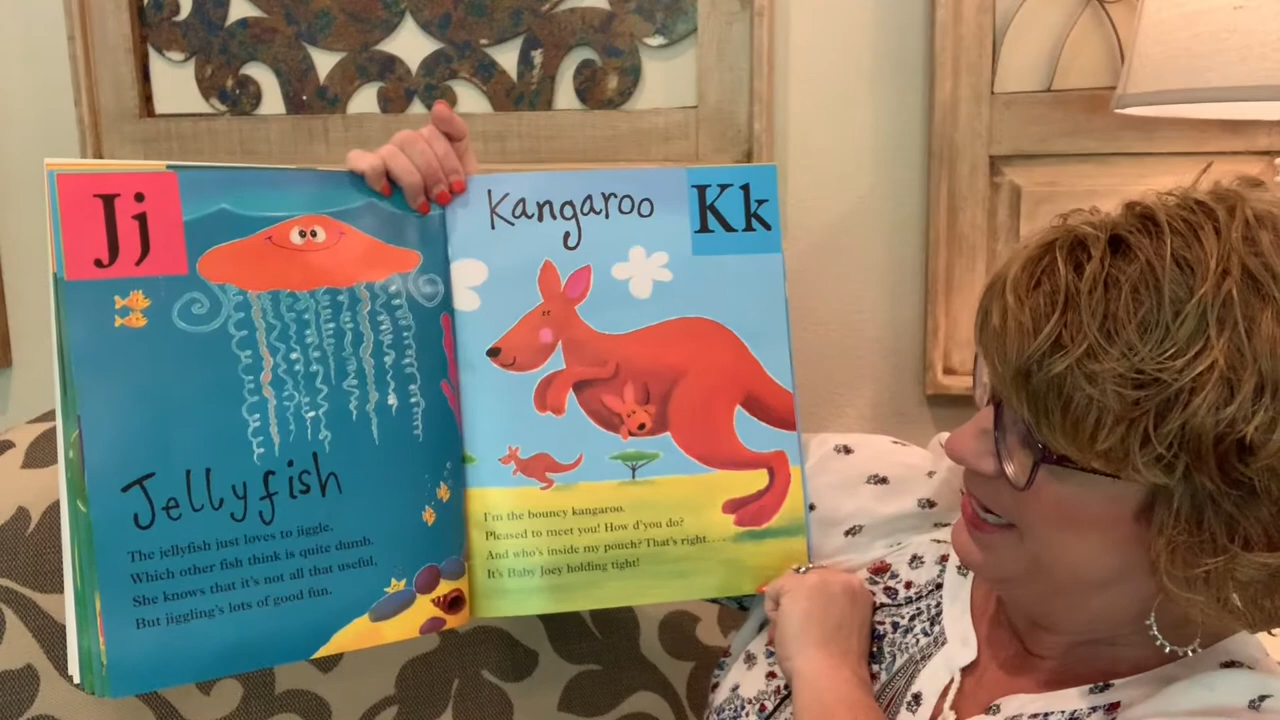 Jj
Jellyfish
The jellyfish just loves to jiggle,
Which other fish think is quite dumb.
She knows that it's not all that useful,
But jiggling's lots of good fun.
Kangaroo
Kk
I'm the bouncy kangaroo.
Pleased to meet you! How d'you do?
And who's inside my pouch? That's right....
It's Baby Joey holding tight!